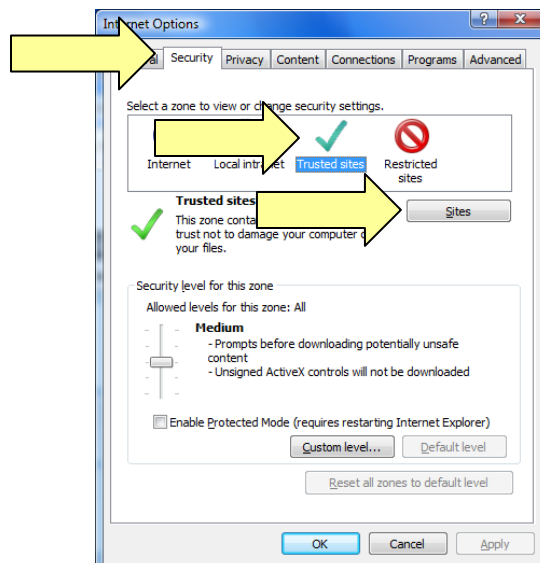 Internet Options
Security Privacy Content Connections Programs Advanced
Select a zone to view or change security settings.
Internet Local intranet Trusted sites Restricted sites
Trusted sites
Sites
This zone
trust not to damage your computer
your files.
Security level for this zone
Allowed levels for this zone: All
Medium
- Prompts before downloading potentially unsafe
content
- Unsigned ActiveX controls will not be downloaded
Enable Protected Mode (requires restarting Internet Explorer)
Custom level... Default level
Reset all zones to default level
OK Cancel Apply